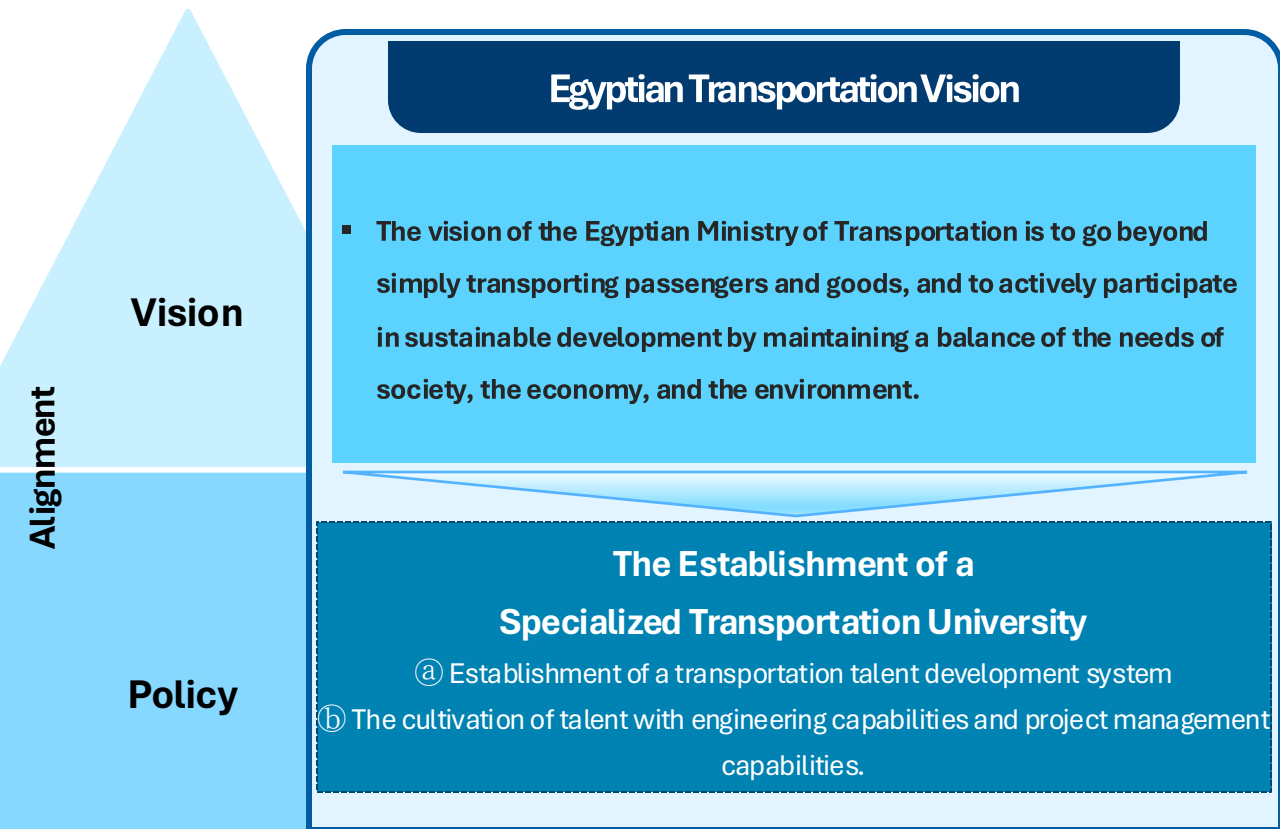 Egyptian Transportation Vision
▪ The vision of the Egyptian Ministry of Transportation is to go beyond
simply transporting passengers and goods, and to actively participate
in sustainable development by maintaining a balance of the needs of
society, the economy, and the environment.
Vision
Alignment
Policy
The Establishment of a
Specialized Transportation University
ⓐ Establishment of a transportation talent development system
ⓑ The cultivation of talent with engineering capabilities and project management
capabilities.